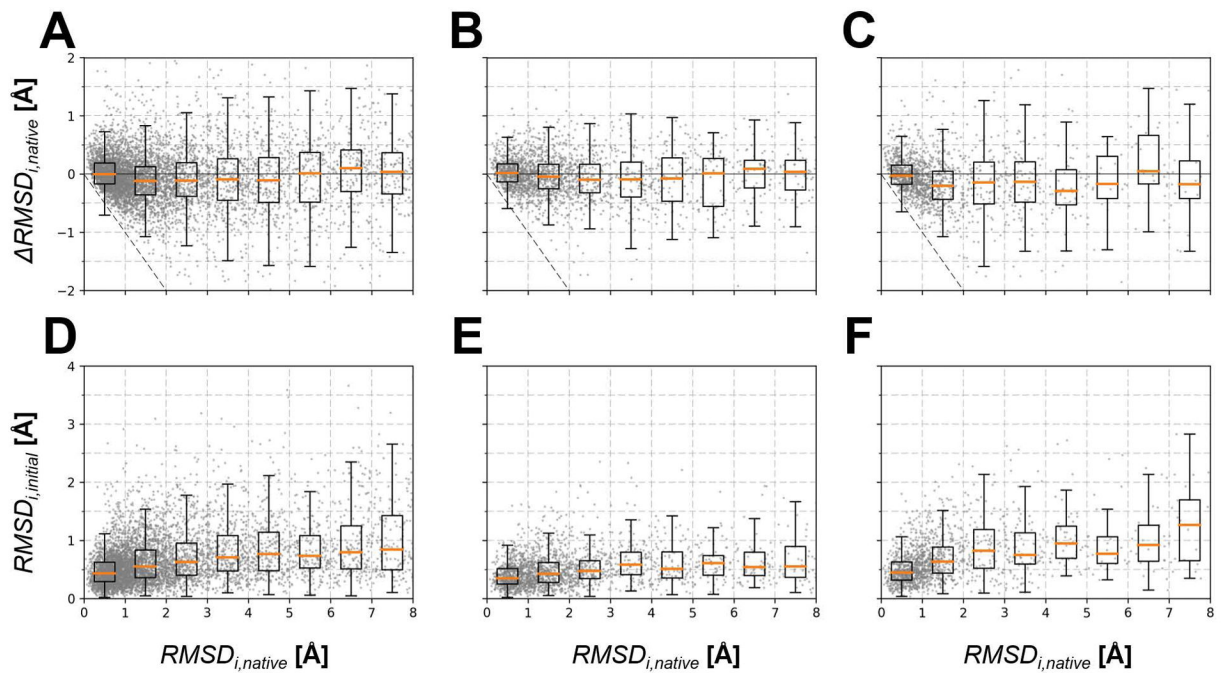 A B C
ΔRMSD_i,native [Å]
2
1
0
−1
−2
D E F
RMSD_i,initial [Å]
4
3
2
1
0
0 1 2 3 4 5 6 7 8 0 1 2 3 4 5 6 7 8 0 1 2 3 4 5 6 7 8
RMSD_i,native [Å] RMSD_i,native [Å] RMSD_i,native [Å]